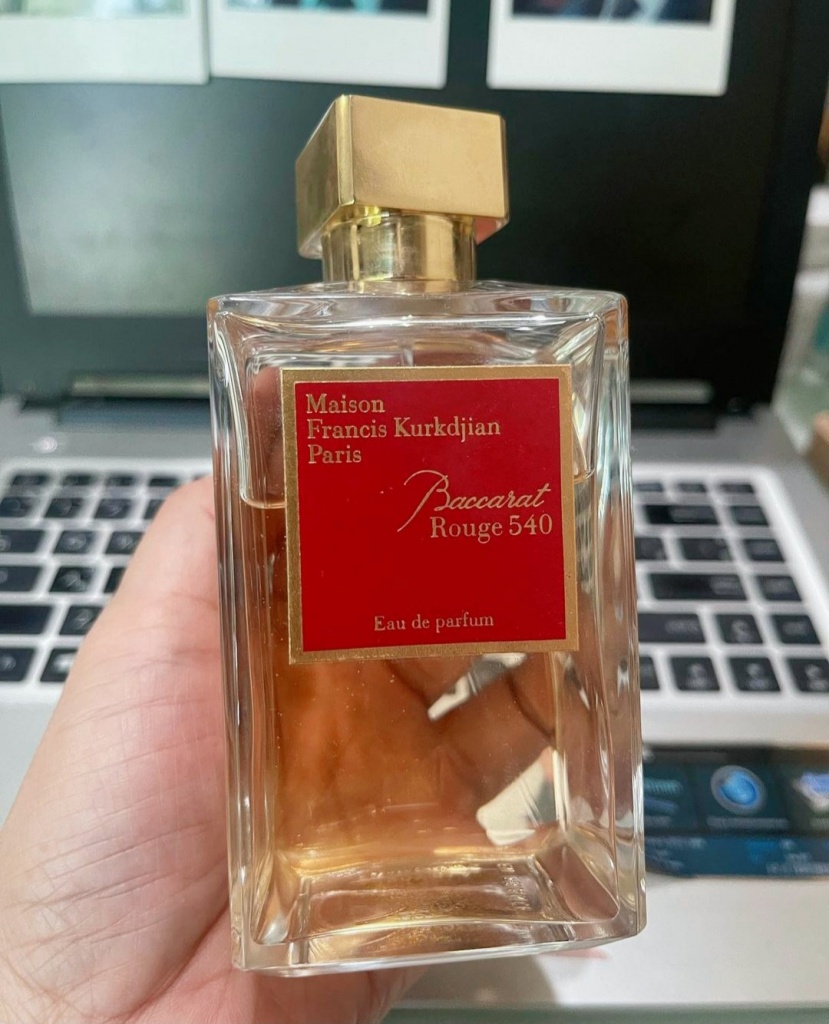 Maison
Francis Kurkdjian
Paris
Baccarat
Rouge 540
Eau de parfum